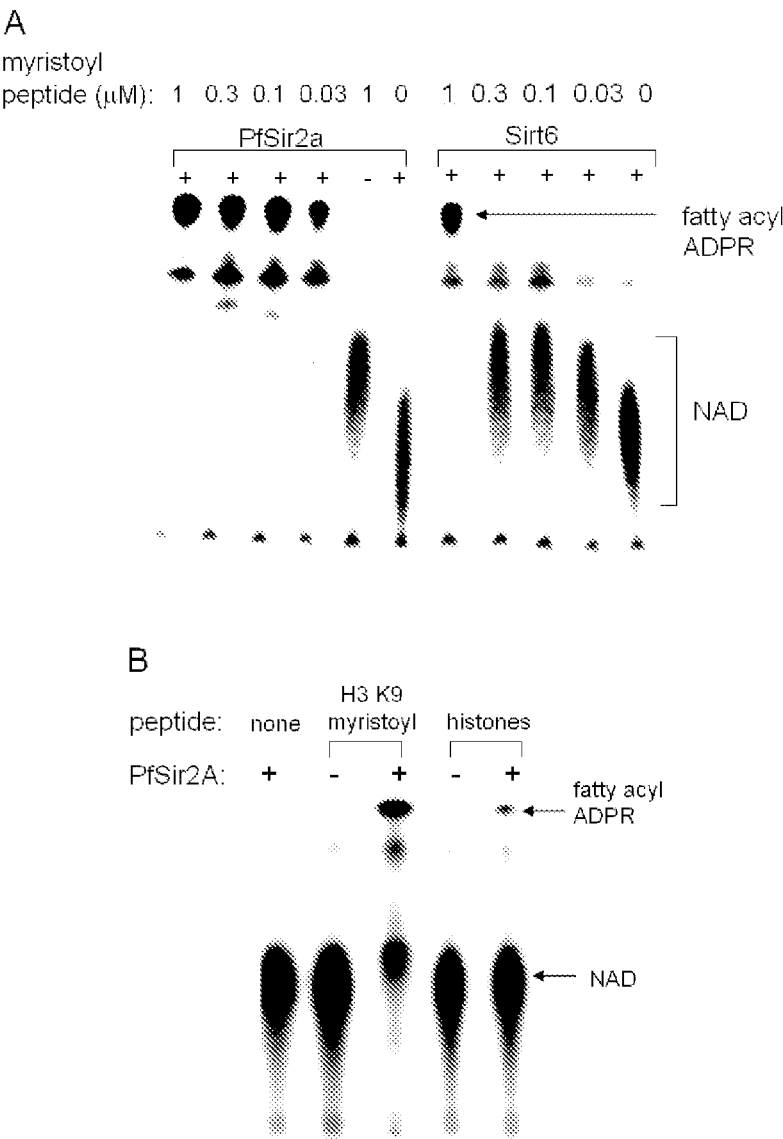 A
myristoyl
peptide (μM): 1 0.3 0.1 0.03 1 0 1 0.3 0.1 0.03 0
PfSir2a Sirt6
+ + + + - + + + + + +
fatty acyl
ADPR
NAD
B
H3 K9
peptide: none myristoyl histones
PfSir2A: + - + - +
fatty acyl
ADPR
NAD